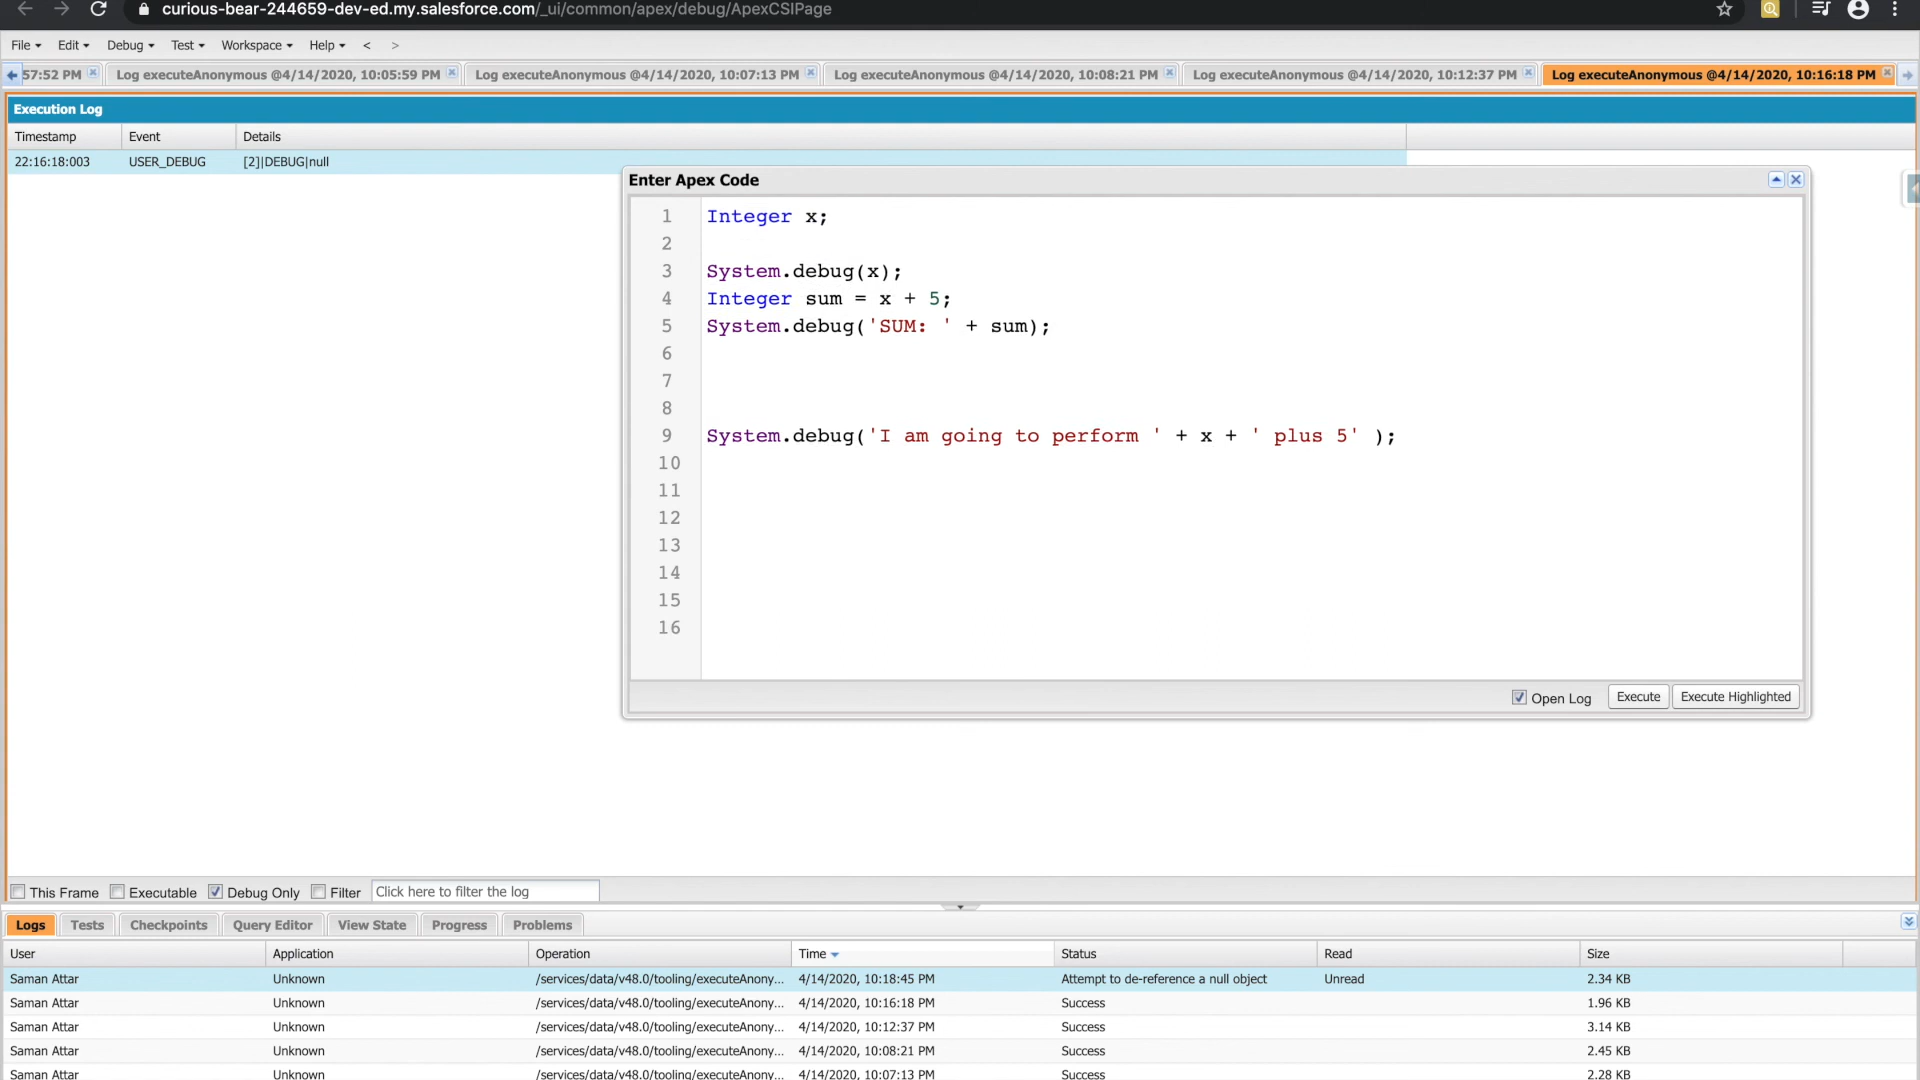 curious-bear-244659-dev-ed.my.salesforce.com/_ui/common/apex/debug/ApexCSIPage
File Edit Debug Test Workspace Help < >
57:52 PM Log executeAnonymous @4/14/2020, 10:05:59 PM Log executeAnonymous @4/14/2020, 10:07:13 PM Log executeAnonymous @4/14/2020, 10:08:21 PM Log executeAnonymous @4/14/2020, 10:12:37 PM Log executeAnonymous @4/14/2020, 10:16:18 PM
Execution Log
Timestamp Event Details
22:16:18:003 USER_DEBUG [2]|DEBUG|null
Enter Apex Code
1 Integer x;
2
3 System.debug(x);
4 Integer sum = x + 5;
5 System.debug('SUM: ' + sum);
6
7
8
9 System.debug('I am going to perform ' + x + ' plus 5' );
10
11
12
13
14
15
16
Open Log Execute Execute Highlighted
This Frame Executable Debug Only Filter Click here to filter the log
Logs Tests Checkpoints Query Editor View State Progress Problems
User Application Operation Time Status Read Size
Saman Attar Unknown /services/data/v48.0/tooling/executeAnony... 4/14/2020, 10:18:45 PM Attempt to de-reference a null object Unread 2.34 KB
Saman Attar Unknown /services/data/v48.0/tooling/executeAnony... 4/14/2020, 10:16:18 PM Success 1.96 KB
Saman Attar Unknown /services/data/v48.0/tooling/executeAnony... 4/14/2020, 10:12:37 PM Success 3.14 KB
Saman Attar Unknown /services/data/v48.0/tooling/executeAnony... 4/14/2020, 10:08:21 PM Success 2.45 KB
Saman Attar Unknown /services/data/v48.0/tooling/executeAnony... 4/14/2020, 10:07:13 PM Success 2.28 KB